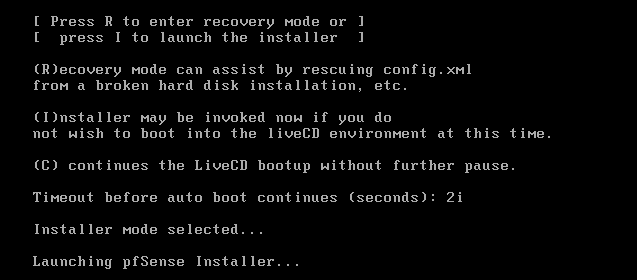 [ Press R to enter recovery mode or ]
[  press I to launch the installer  ]
(R)ecovery mode can assist by rescuing config.xml
from a broken hard disk installation, etc.
(I)nstaller may be invoked now if you do
not wish to boot into the liveCD environment at this time.
(C) continues the LiveCD bootup without further pause.
Timeout before auto boot continues (seconds): 2i
Installer mode selected...
Launching pfSense Installer...